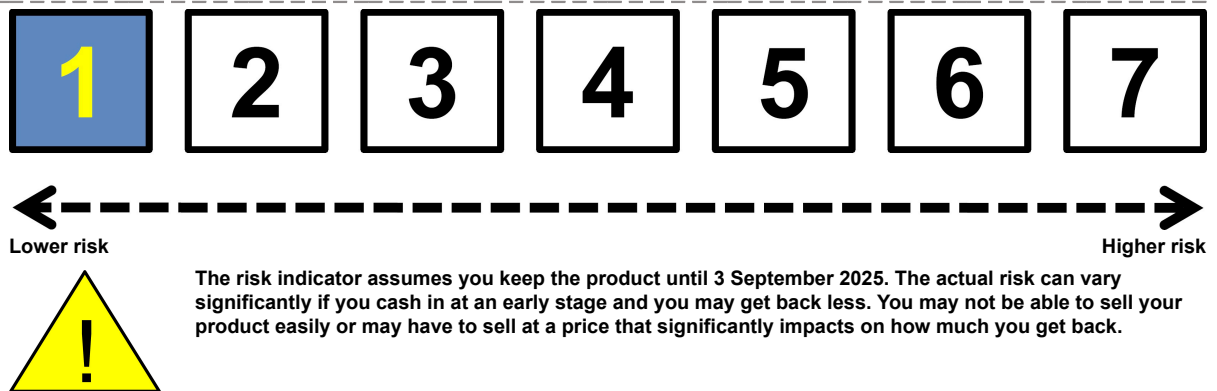 1 2 3 4 5 6 7
Lower risk Higher risk
The risk indicator assumes you keep the product until 3 September 2025. The actual risk can vary
significantly if you cash in at an early stage and you may get back less. You may not be able to sell your
product easily or may have to sell at a price that significantly impacts on how much you get back.
!